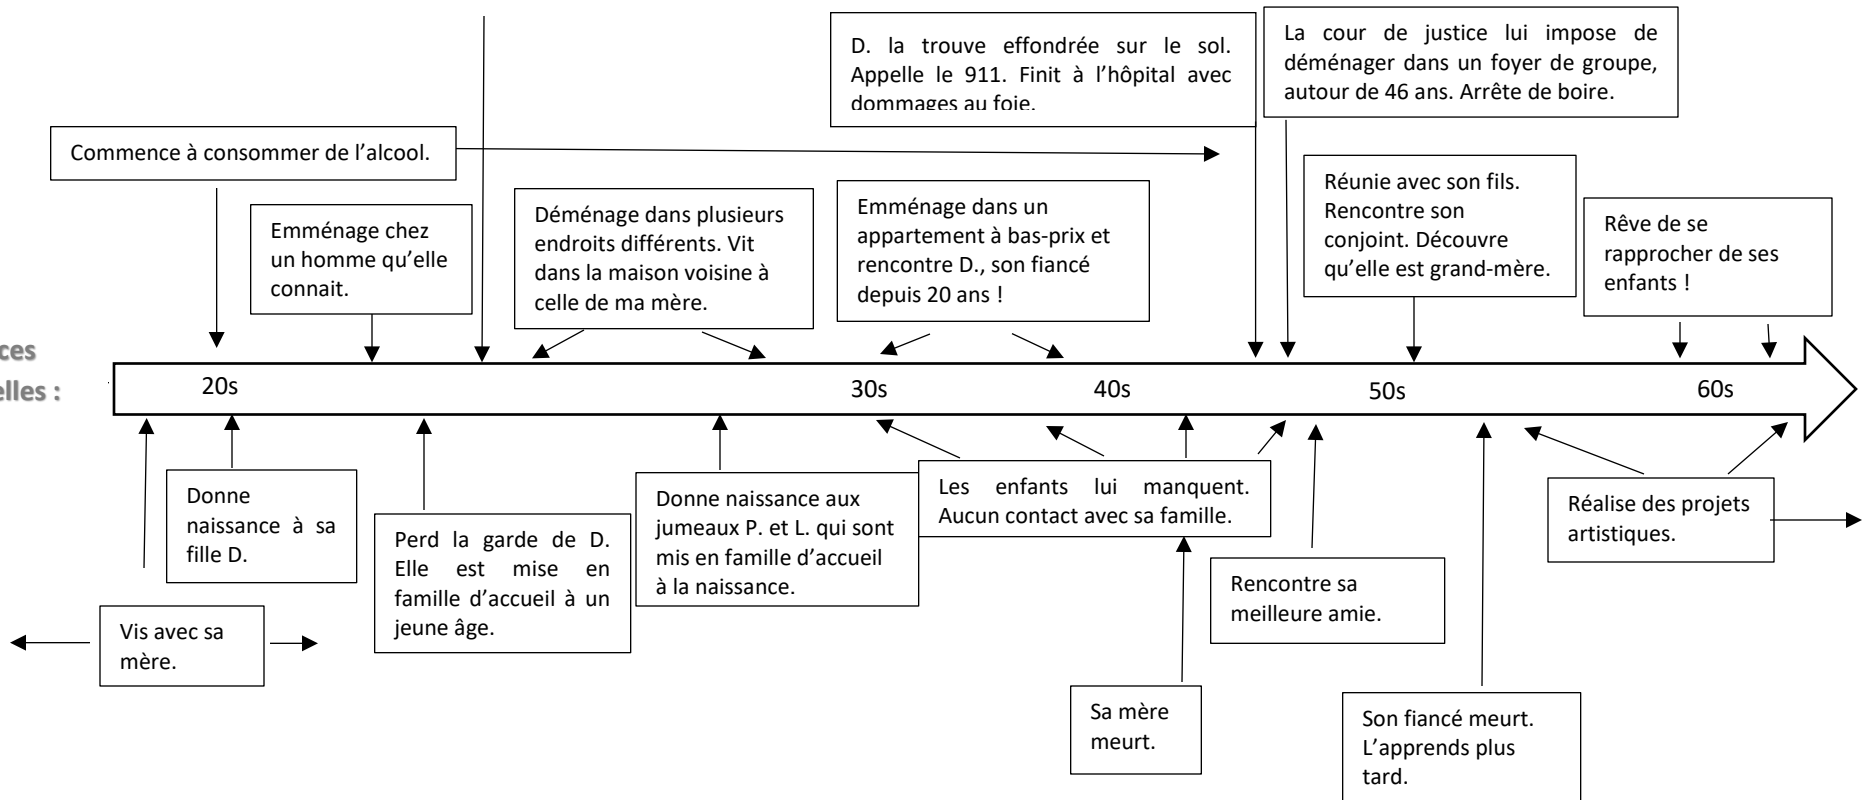 D. la trouve effondrée sur le sol.
Appelle le 911. Finit à l’hôpital avec
dommages au foie.
La cour de justice lui impose de
déménager dans un foyer de groupe,
autour de 46 ans. Arrête de boire.
Commence à consommer de l’alcool.
Emménage chez
un homme qu’elle
connait.
Déménage dans plusieurs
endroits différents. Vit
dans la maison voisine à
celle de ma mère.
Emménage dans un
appartement à bas-prix et
rencontre D., son fiancé
depuis 20 ans !
Réunie avec son fils.
Rencontre son
conjoint. Découvre
qu’elle est grand-mère.
Rêve de se
rapprocher de ses
enfants !
ces
elles :
20s
30s
40s
50s
60s
Donne
naissance à sa
fille D.
Perd la garde de D.
Elle est mise en
famille d’accueil à un
jeune âge.
Donne naissance aux
jumeaux P. et L. qui sont
mis en famille d’accueil
à la naissance.
Les enfants lui manquent.
Aucun contact avec sa famille.
Réalise des projets
artistiques.
Rencontre sa
meilleure amie.
Vis avec sa
mère.
Sa mère
meurt.
Son fiancé meurt.
L’apprends plus
tard.